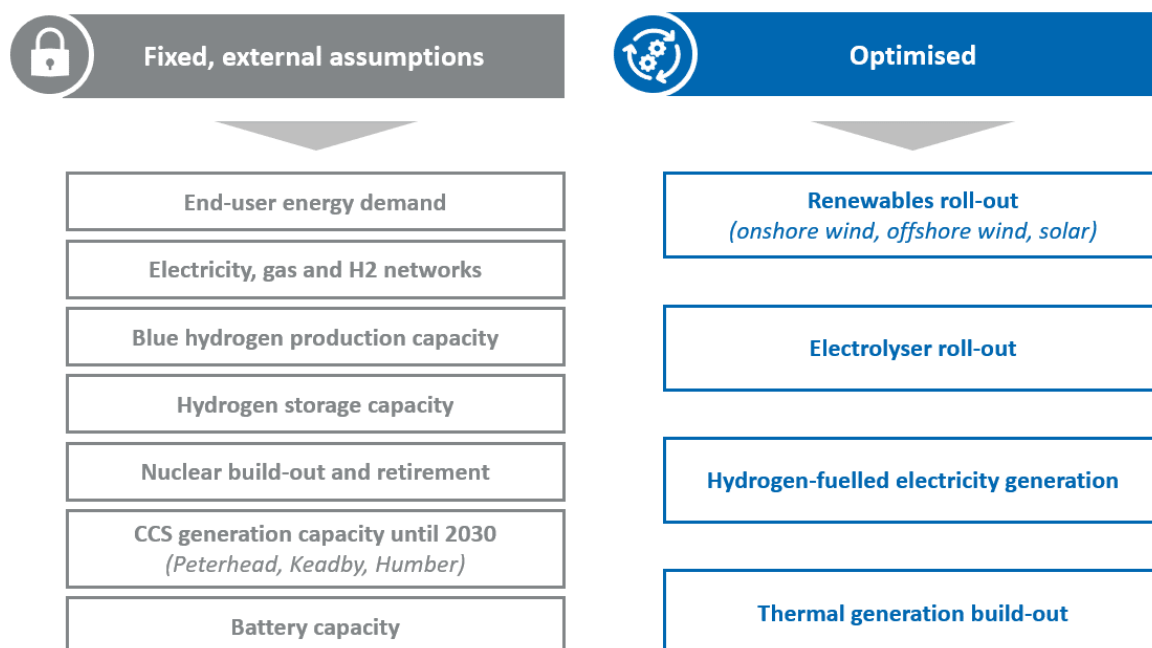 Fixed, external assumptions
End-user energy demand
Electricity, gas and H2 networks
Blue hydrogen production capacity
Hydrogen storage capacity
Nuclear build-out and retirement
CCS generation capacity until 2030
(Peterhead, Keadby, Humber)
Battery capacity
Optimised
Renewables roll-out
(onshore wind, offshore wind, solar)
Electrolyser roll-out
Hydrogen-fuelled electricity generation
Thermal generation build-out